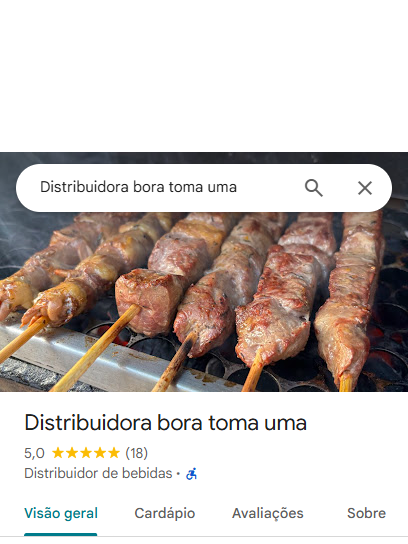 Distribuidora bora toma uma
Distribuidora bora toma uma
5,0 (18)
Distribuidor de bebidas ·
Visão geral Cardápio Avaliações Sobre